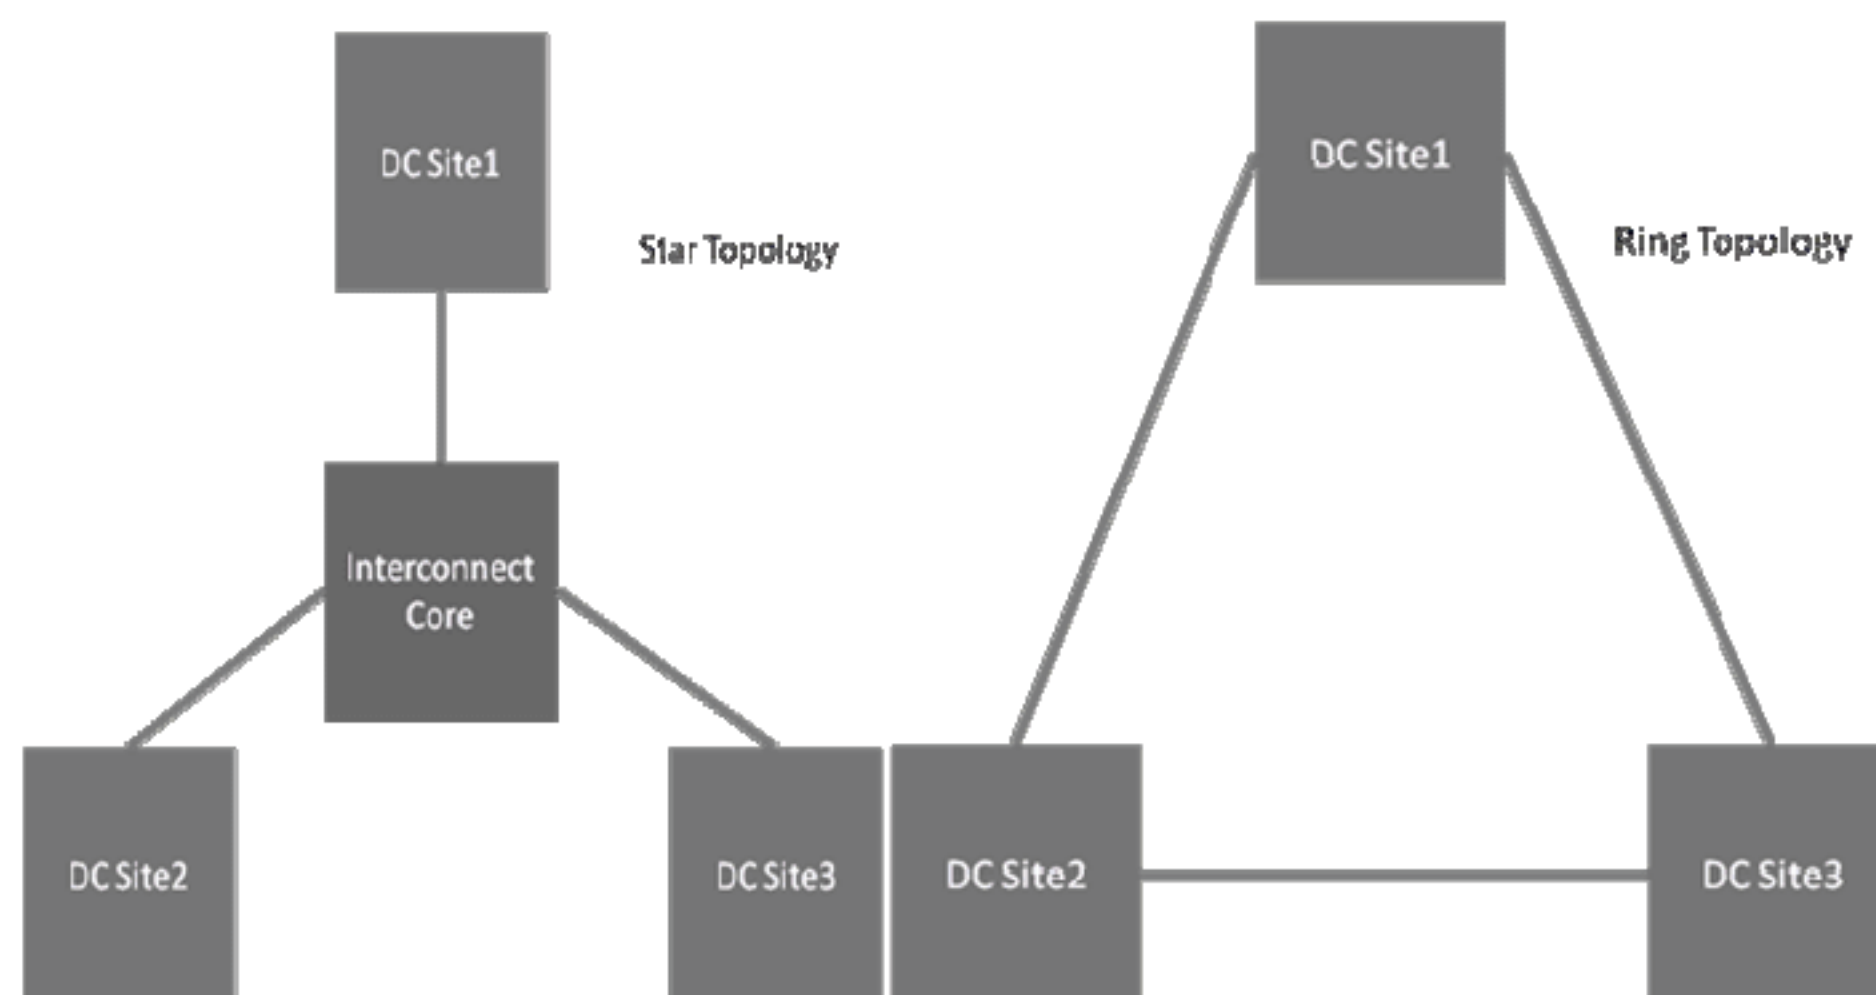 DC Site1
Star Topology
Interconnect
Core
DC Site2
DC Site3
DC Site1
Ring Topology
DC Site2
DC Site3